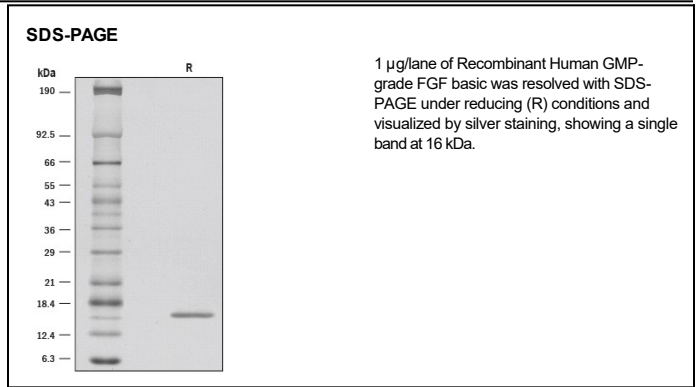 SDS-PAGE
kDa
R
190
92.5
66
55
43
36
29
21
18.4
12.4
6.3
1 µg/lane of Recombinant Human GMP-
grade FGF basic was resolved with SDS-
PAGE under reducing (R) conditions and
visualized by silver staining, showing a single
band at 16 kDa.